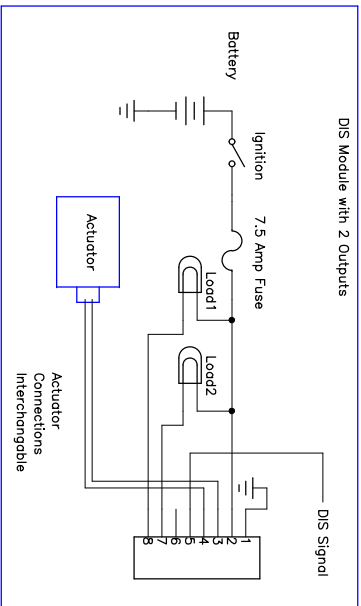 DIS Module with 2 Outputs
Battery
Ignition
7.5 Amp Fuse
Load1
Load2
Actuator
Actuator
Connections
Interchangable
DIS Signal
1
2
3
4
5
6
7
8